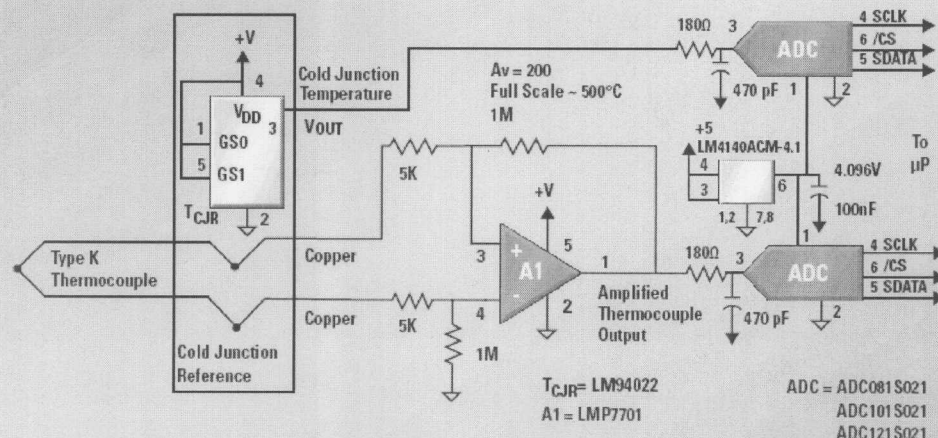 +V
4
VDD
3
1
GS0
5
GS1
2
TCJR
Cold Junction
Temperature
VOUT
Av = 200
Full Scale ~ 500°C
1M
5K
Type K
Thermocouple
Copper
Copper
Cold Junction
Reference
5K
1M
+V
3
+
A1
-
4
5
2
1
Amplified
Thermocouple
Output
180Ω
3
ADC
4 SCLK
6 /CS
5 SDATA
1
2
470 pF
+5
LM4140ACM-4.1
4
3
6
1,2
7,8
4.096V
100nF
To
µP
180Ω
3
1
ADC
4 SCLK
6 /CS
5 SDATA
2
470 pF
TCJR= LM94022
A1 = LMP7701
ADC = ADC081S021
ADC101S021
ADC121S021